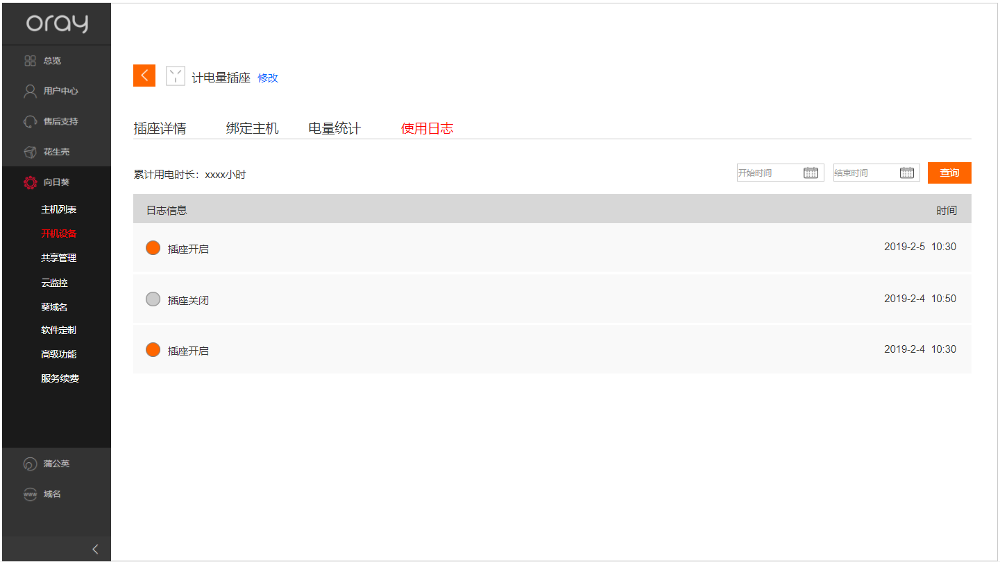 oray
总览
用户中心
售后支持
花生壳
向日葵
主机列表
开机设备
共享管理
云监控
葵域名
软件定制
高级功能
服务续费
蒲公英
www 域名
计电量插座 修改
插座详情 绑定主机 电量统计 使用日志
累计用电时长：xxxx小时 开始时间 结束时间 查询
日志信息 时间
插座开启 2019-2-5 10:30
插座关闭 2019-2-4 10:50
插座开启 2019-2-4 10:30